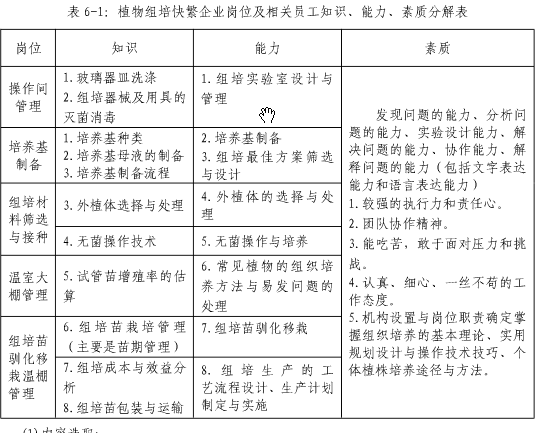 表 6-1: 植物组培快繁企业岗位及相关员工知识、能力、素质分解表
岗位 知识 能力 素质
操作间
管理
1.玻璃器皿洗涤
2.组培器械及用具的
灭菌消毒
1.组培实验室设计与
管理
培养基
制备
1.培养基种类
2.培养基母液的制备
3.培养基制备流程
2.培养基制备
3.组培最佳方案筛选
与设计
组培材
料筛选
与接种
3.外植体选择与处理
4.外植体的选择与处
理
4.无菌操作技术
5.无菌操作与培养
温室大
棚管理
5.试管苗增殖率的估
算
6.常见植物的组织培
养方法与易发问题的
处理
组培苗
驯化移
栽温棚
管理
6.组培苗栽培管理
（主要是苗期管理）
7.组培苗驯化移栽
7.组培成本与效益分
析
8.组培苗包装与运输
8.组培生产的工
艺流程设计、生产计划
制定与实施
发现问题的能力、分析问
题的能力、实验设计能力、解
决问题的能力、协作能力、解
释问题的能力（包括文字表达
能力和语言表达能力）
1.较强的执行力和责任心。
2.团队协作精神。
3.能吃苦，敢于面对压力和挑
战。
4.认真、细心、一丝不苟的工
作态度。
5.机构设置与岗位职责确定掌
握组织培养的基本理论、实用
规划设计与操作技术技巧、个
体植株培养途径与方法。
(1)内容选取: